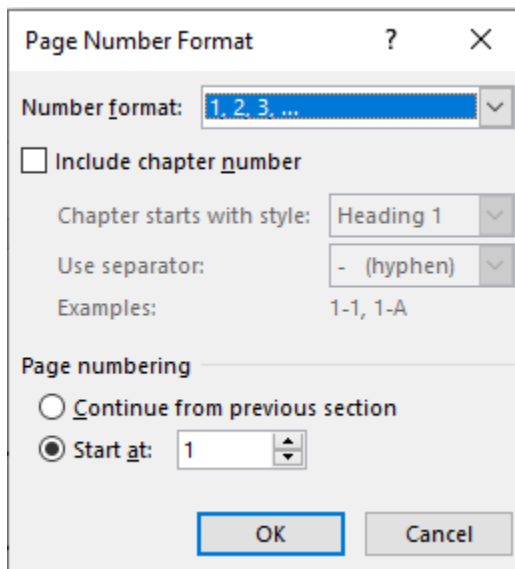 Page Number Format ? ×
Number format: 1, 2, 3, ...
Include chapter number
Chapter starts with style: Heading 1
Use separator: - (hyphen)
Examples: 1-1, 1-A
Page numbering
Continue from previous section
Start at: 1
OK Cancel